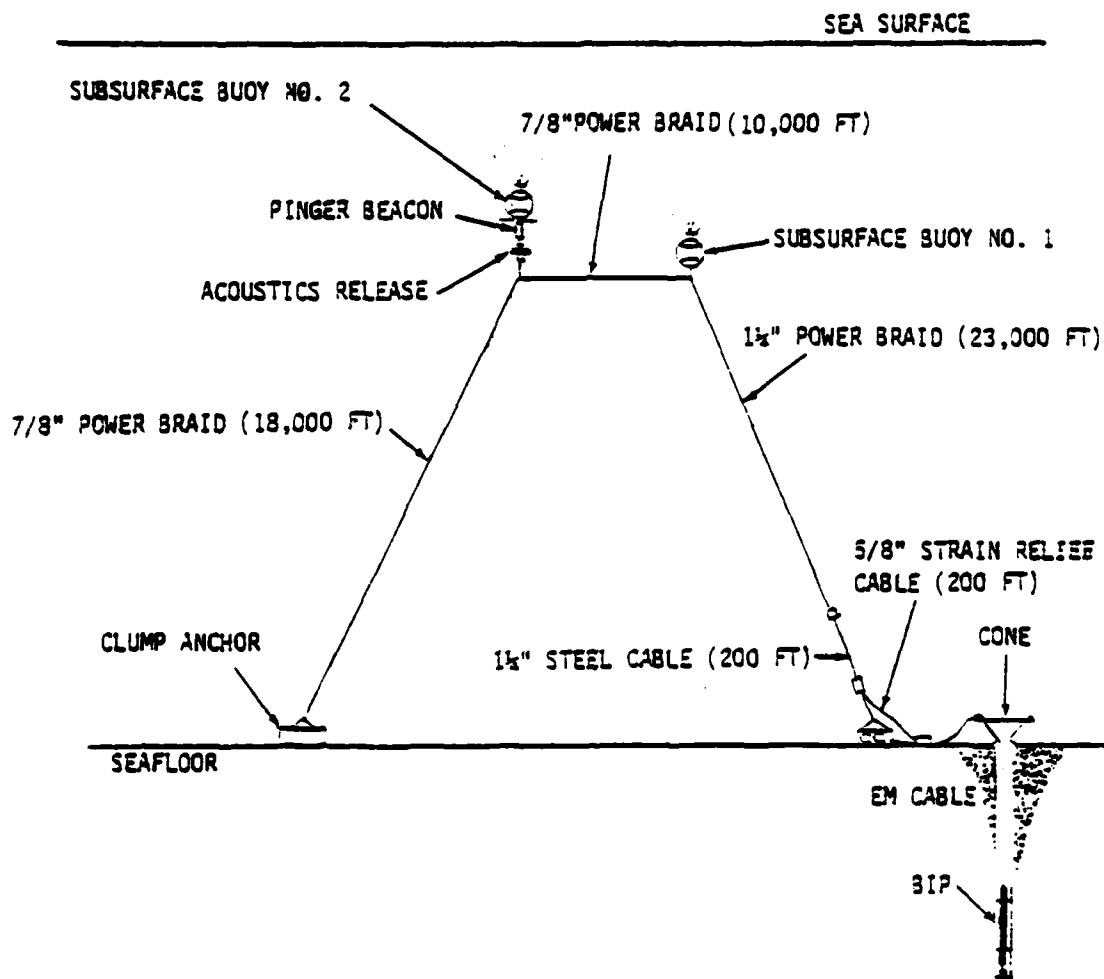 SEA SURFACE
SUBSURFACE BUOY NO. 2
7/8" POWER BRAID (10,000 FT)
PINGER BEACON
SUBSURFACE BUOY NO. 1
ACOUSTICS RELEASE
1¼" POWER BRAID (23,000 FT)
7/8" POWER BRAID (18,000 FT)
5/8" STRAIN RELIEF
CABLE (200 FT)
CLUMP ANCHOR
CONE
1¼" STEEL CABLE (200 FT)
SEAFLOOR
EM CABLE
BIP